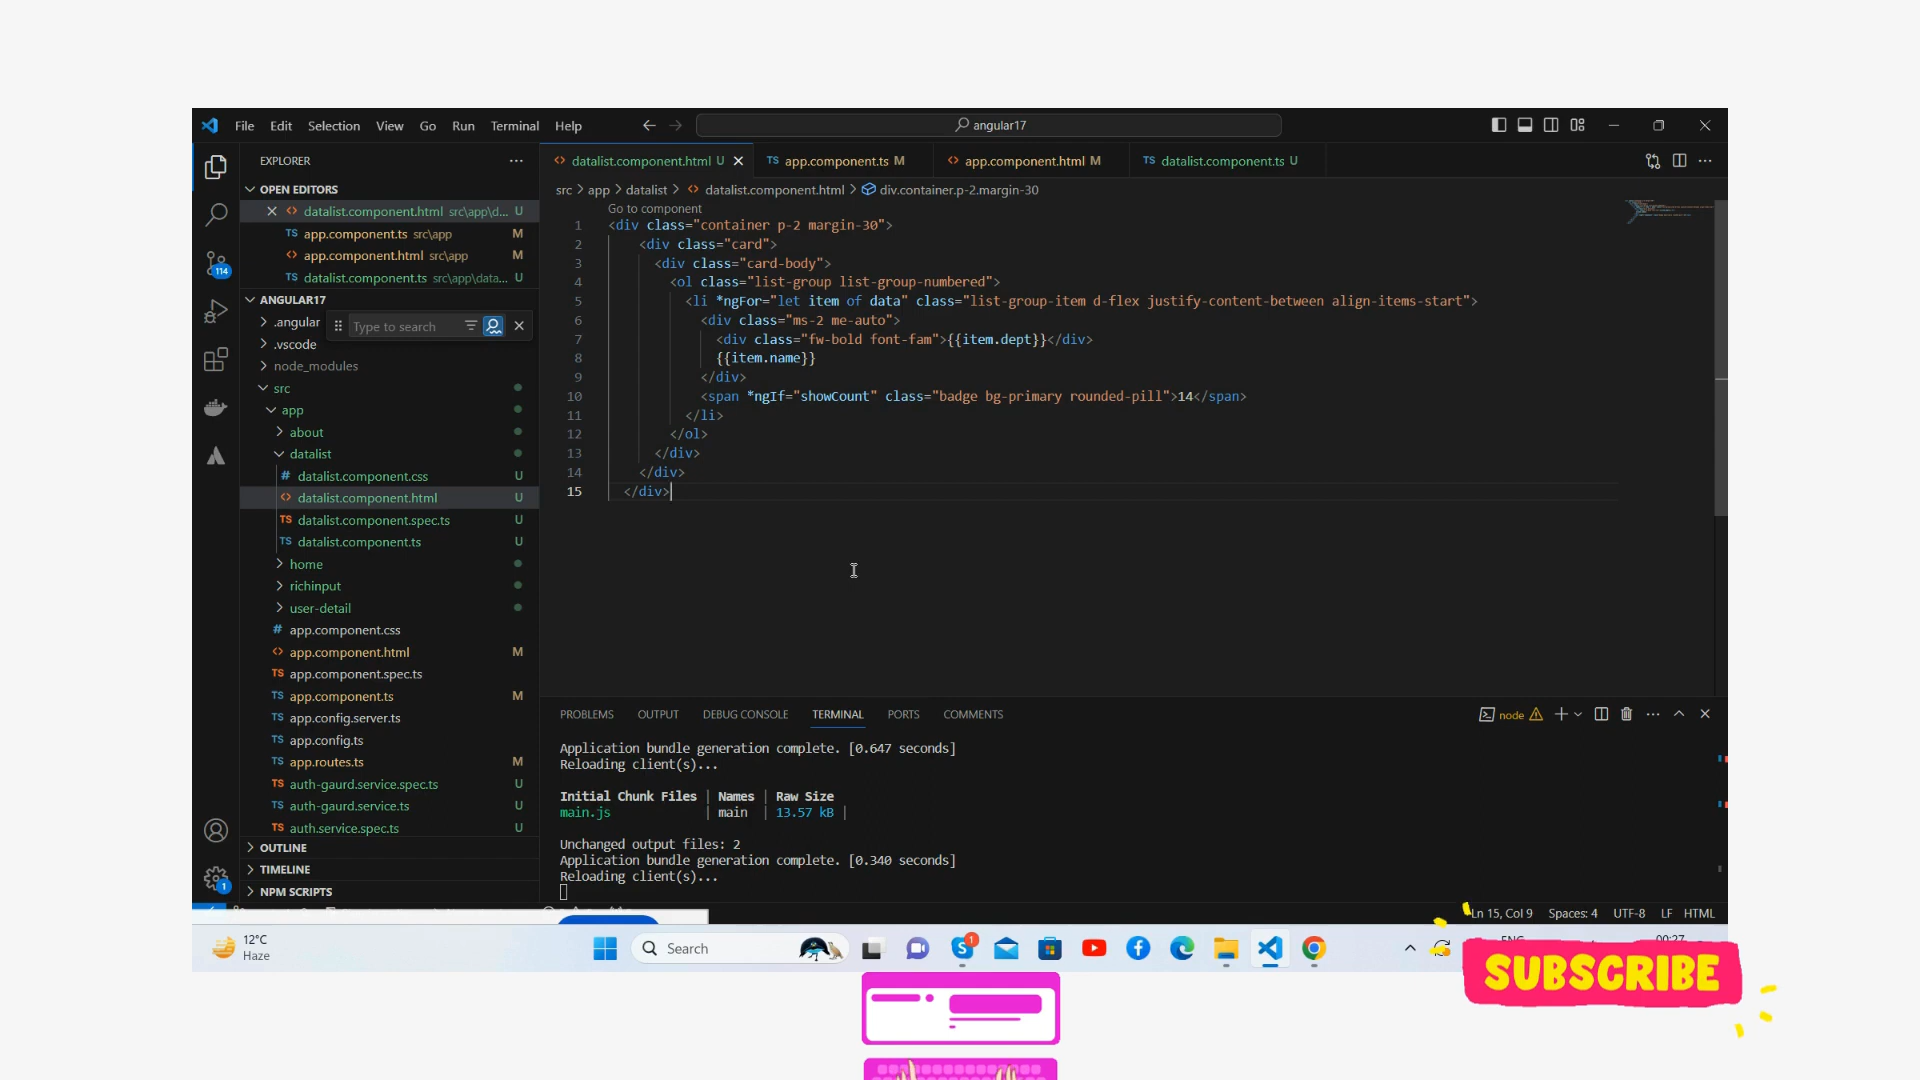 File Edit Selection View Go Run Terminal Help
angular17
EXPLORER
OPEN EDITORS
datalist.component.html src\app\d... U
app.component.ts src\app M
app.component.html src\app M
datalist.component.ts src\app\data... U
ANGULAR17
.angular
Type to search
.vscode
node_modules
src
app
about
datalist
datalist.component.css U
datalist.component.html U
datalist.component.spec.ts U
datalist.component.ts U
home
richinput
user-detail
app.component.css
app.component.html M
app.component.spec.ts
app.component.ts M
app.config.server.ts
app.config.ts
app.routes.ts M
auth-gaurd.service.spec.ts U
auth-gaurd.service.ts U
auth.service.spec.ts U
OUTLINE
TIMELINE
NPM SCRIPTS
114
1
datalist.component.html U
app.component.ts M
app.component.html M
datalist.component.ts U
src > app > datalist > datalist.component.html > div.container.p-2.margin-30
Go to component
1 <div class="container p-2 margin-30">
2 <div class="card">
3 <div class="card-body">
4 <ol class="list-group list-group-numbered">
5 <li *ngFor="let item of data" class="list-group-item d-flex justify-content-between align-items-start">
6 <div class="ms-2 me-auto">
7 <div class="fw-bold font-fam">{{item.dept}}</div>
8 {{item.name}}
9 </div>
10 <span *ngIf="showCount" class="badge bg-primary rounded-pill">14</span>
11 </li>
12 </ol>
13 </div>
14 </div>
15 </div>
PROBLEMS OUTPUT DEBUG CONSOLE TERMINAL PORTS COMMENTS
node
Application bundle generation complete. [0.647 seconds]
Reloading client(s)...
Initial Chunk Files | Names | Raw Size
main.js | main | 13.57 kB |
Unchanged output files: 2
Application bundle generation complete. [0.340 seconds]
Reloading client(s)...
Ln 15, Col 9 Spaces: 4 UTF-8 LF HTML
12°C
Haze
Search
1
SUBSCRIBE